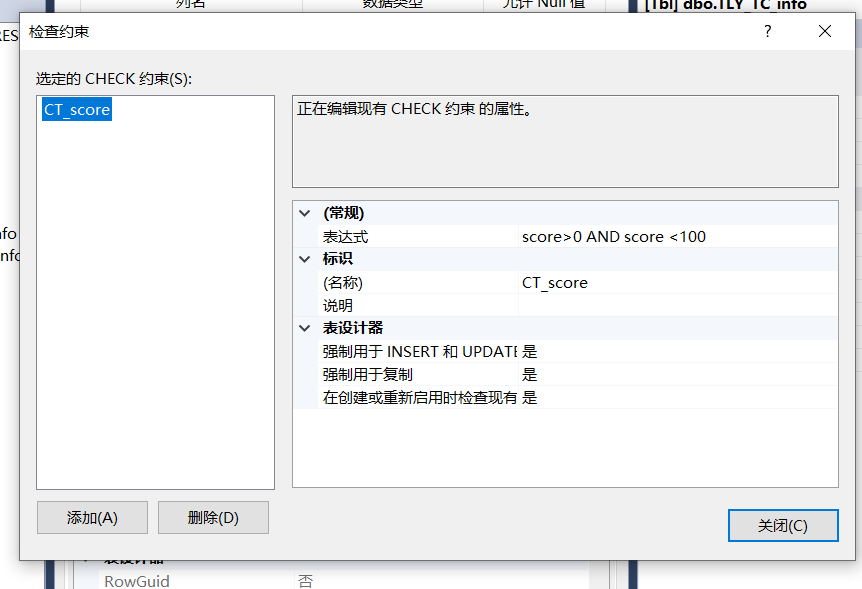 列名 数据类型 允许 Null 值 [Tbl] dbo.TLY_TC_info
检查约束
RES
选定的 CHECK 约束(S):
CT_score
正在编辑现有 CHECK 约束 的属性。
(常规)
表达式 score>0 AND score <100
标识
(名称) CT_score
说明
表设计器
强制用于 INSERT 和 UPDATE 是
强制用于复制 是
在创建或重新启用时检查现有 是
nfo
nfo
添加(A) 删除(D)
关闭(C)
表设计器
RowGuid 否